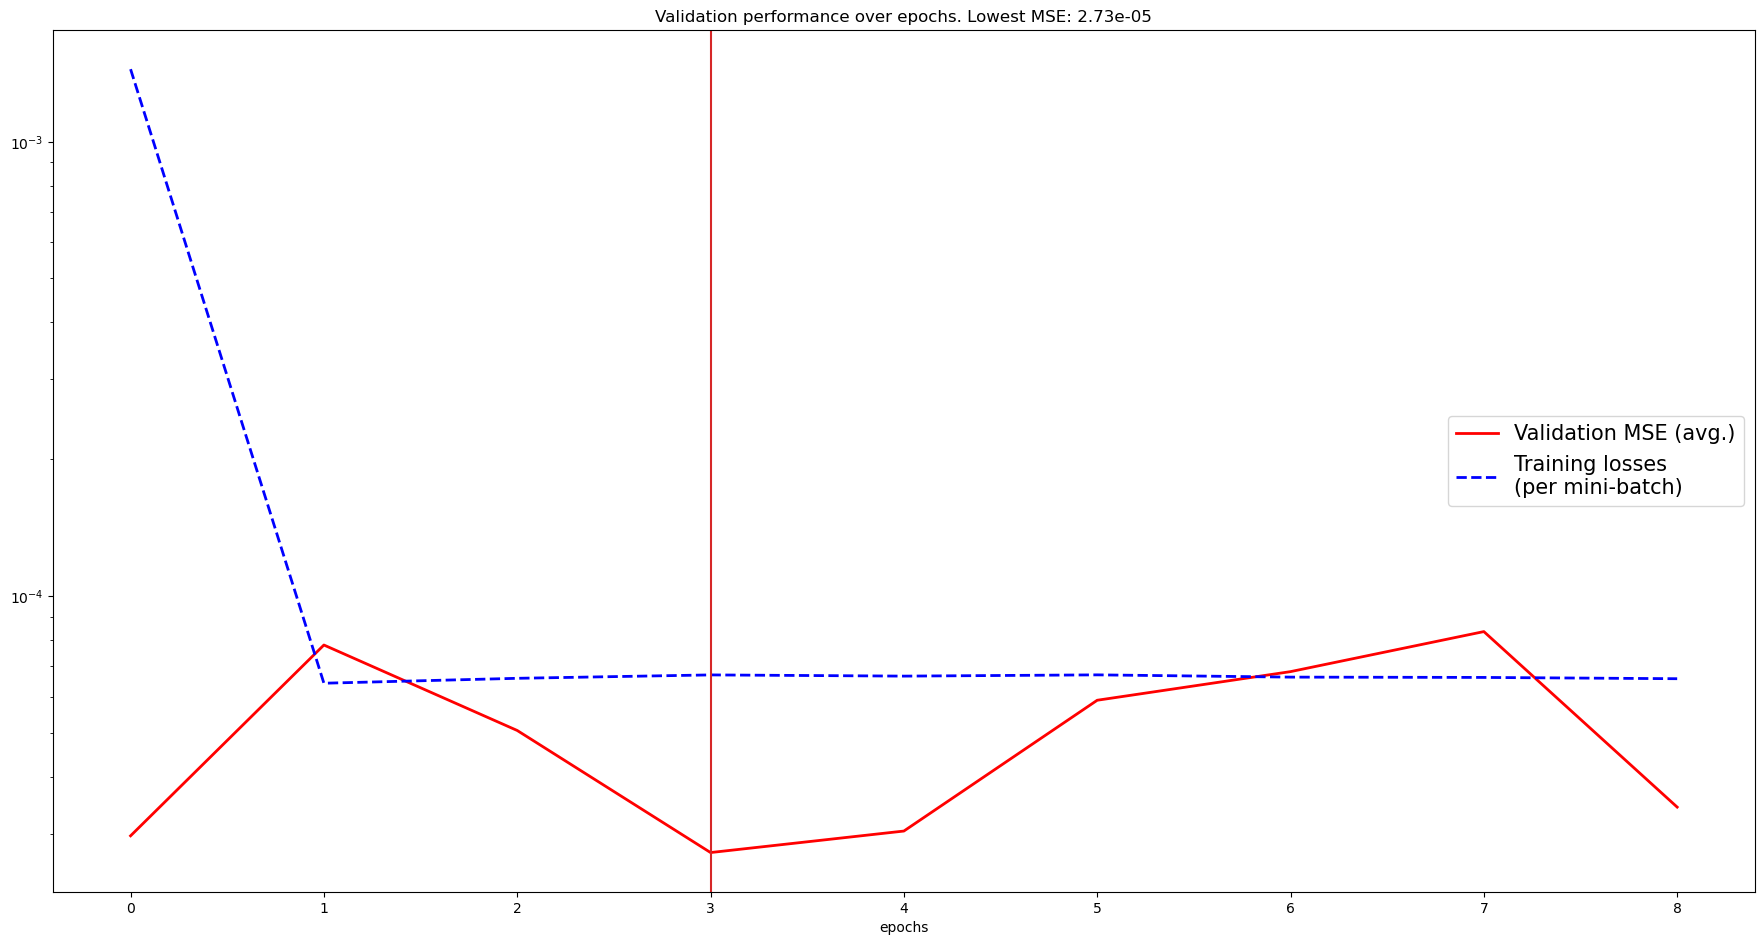 Validation performance over epochs. Lowest MSE: 2.73e-05
10⁻³
10⁻⁴
Validation MSE (avg.)
Training losses
(per mini-batch)
0 1 2 3 4 5 6 7 8
epochs